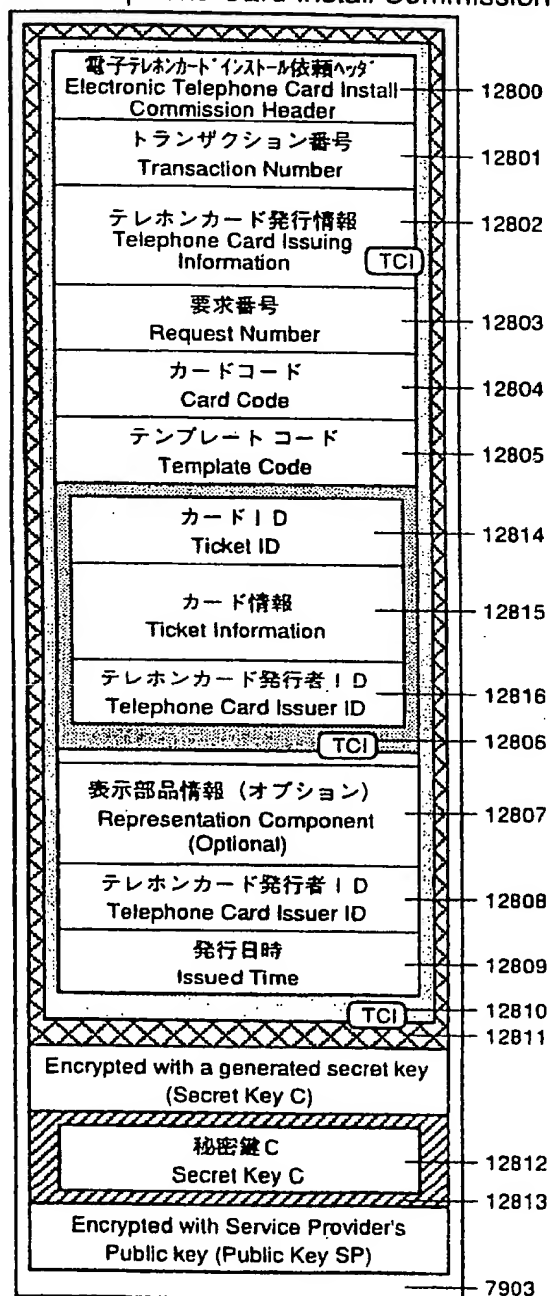 Card Install Commission
電子テレホンカードインストール依頼ヘッダ
Electronic Telephone Card Install
Commission Header
12800
トランザクション番号
Transaction Number
12801
テレホンカード発行情報
Telephone Card Issuing
Information
TCI
12802
要求番号
Request Number
12803
カードコード
Card Code
12804
テンプレートコード
Template Code
12805
カードID
Ticket ID
12814
カード情報
Ticket Information
12815
テレホンカード発行者ID
Telephone Card Issuer ID
12816
TCI
12806
表示部品情報(オプション)
Representation Component
(Optional)
12807
テレホンカード発行者ID
Telephone Card Issuer ID
12808
発行日時
Issued Time
12809
TCI
12810
12811
Encrypted with a generated secret key
(Secret Key C)
秘密鍵C
Secret Key C
12812
12813
Encrypted with Service Provider's
Public key (Public Key SP)
7903